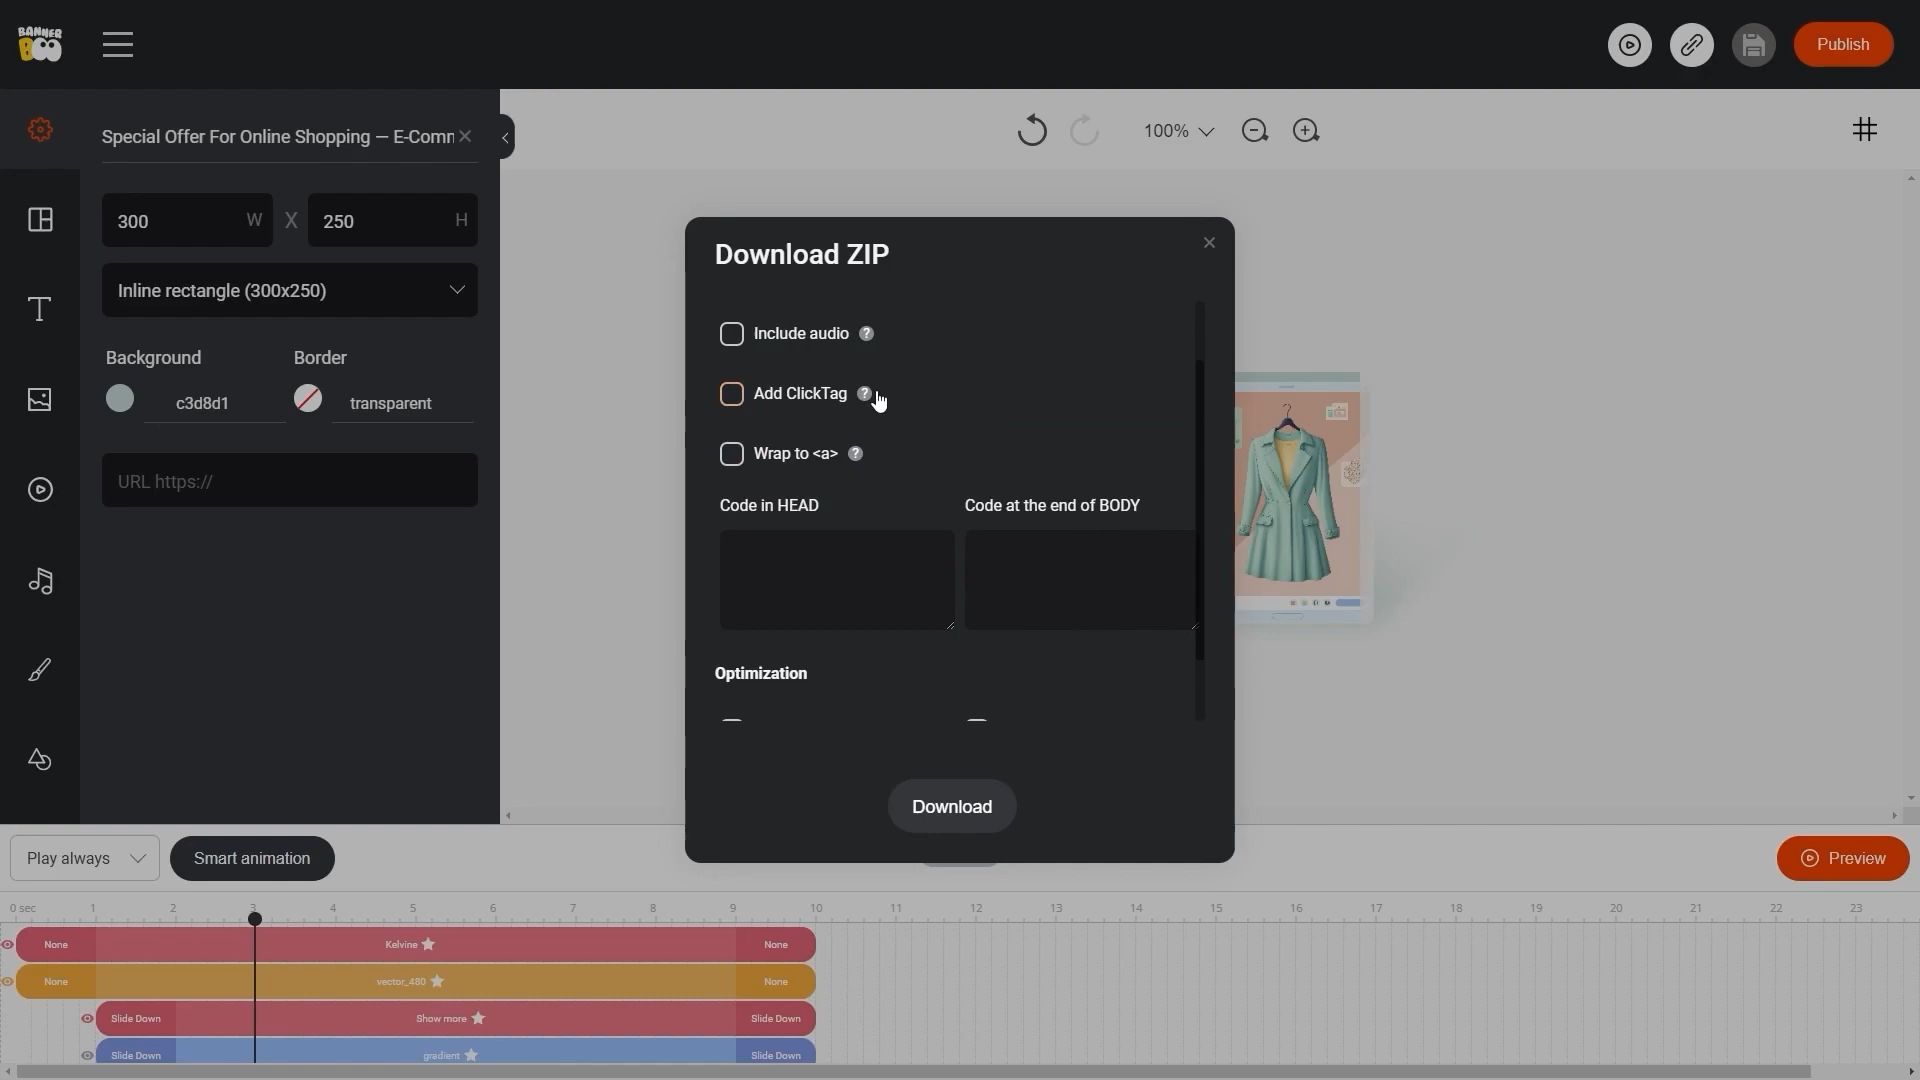 BANNER
BOO
Publish
Special Offer For Online Shopping — E-Comm
100%
300 W X 250 H
Inline rectangle (300x250)
Background Border
c3d8d1 transparent
URL https://
Download ZIP
Include audio ?
Add ClickTag ?
Wrap to <a> ?
Code in HEAD Code at the end of BODY
Optimization
Download
Play always Smart animation Preview
0 sec 1 2 3 4 5 6 7 8 9 10 11 12 13 14 15 16 17 18 19 20 21 22 23
None Kelvine None
None vector_480 None
Slide Down Show more Slide Down
Slide Down gradient Slide Down